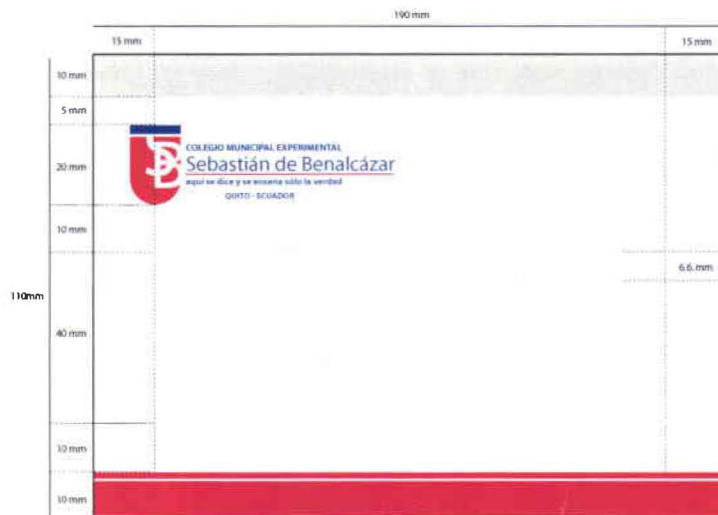 190 mm
15 mm
15 mm
10 mm
5 mm
20 mm
COLEGIO MUNICIPAL EXPERIMENTAL
Sebastián de Benalcázar
aquí se dice y se enseña sólo la verdad
QUITO - ECUADOR
10 mm
6.6. mm
110mm
40 mm
10 mm
10 mm